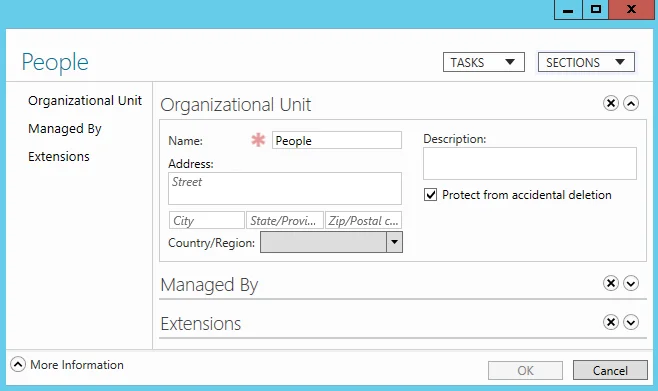 People
TASKS
SECTIONS
Organizational Unit
Managed By
Extensions
Organizational Unit
Name:
People
Address:
Street
City
State/Provi...
Zip/Postal c...
Country/Region:
Description:
Protect from accidental deletion
Managed By
Extensions
More Information
OK
Cancel